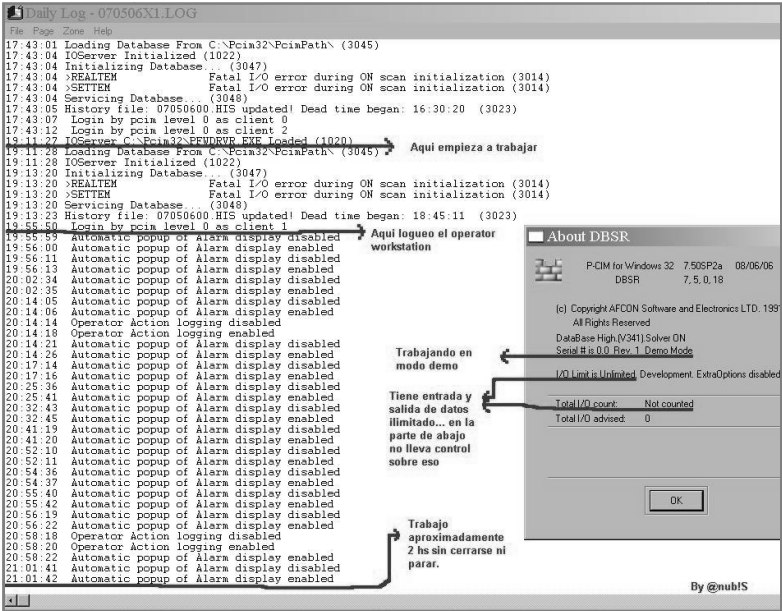 Daily Log - 070506X1.LOG
File Page Zone Help
17:43:01 Loading Database From C:\Pcim32\PcimPath\ (3045)
17:43:04 IOServer Initialized (1022)
17:43:04 Initializing Database... (3047)
17:43:04 >REALTEM Fatal I/O error during ON scan initialization (3014)
17:43:04 >SETTEM Fatal I/O error during ON scan initialization (3014)
17:43:04 Servicing Database... (3048)
17:43:05 History file: 07050600.HIS updated! Dead time began: 16:30:20 (3023)
17:43:07 Login by pcim level 0 as client 0
17:43:12 Login by pcim level 0 as client 2
19:11:27 IOServer C:\Pcim32\PFWDRVR.EXE Loaded (1020)
19:11:28 Loading Database From C:\Pcim32\PcimPath\ (3045)
19:11:28 IOServer Initialized (1022)
19:13:20 Initializing Database... (3047)
19:13:20 >REALTEM Fatal I/O error during ON scan initialization (3014)
19:13:20 >SETTEM Fatal I/O error during ON scan initialization (3014)
19:13:20 Servicing Database... (3048)
19:13:23 History file: 07050600.HIS updated! Dead time began: 18:45:11 (3023)
19:55:50 Login by pcim level 0 as client 1
19:55:59 Automatic popup of Alarm display disabled
19:56:00 Automatic popup of Alarm display enabled
19:56:11 Automatic popup of Alarm display disabled
19:56:13 Automatic popup of Alarm display enabled
20:02:34 Automatic popup of Alarm display disabled
20:02:35 Automatic popup of Alarm display enabled
20:14:05 Automatic popup of Alarm display disabled
20:14:06 Automatic popup of Alarm display enabled
20:14:14 Operator Action logging disabled
20:14:18 Operator Action logging enabled
20:14:21 Automatic popup of Alarm display disabled
20:14:26 Automatic popup of Alarm display enabled
20:17:14 Automatic popup of Alarm display disabled
20:17:16 Automatic popup of Alarm display enabled
20:25:36 Automatic popup of Alarm display disabled
20:25:41 Automatic popup of Alarm display enabled
20:32:43 Automatic popup of Alarm display disabled
20:32:45 Automatic popup of Alarm display enabled
20:41:19 Automatic popup of Alarm display disabled
20:41:20 Automatic popup of Alarm display enabled
20:52:10 Automatic popup of Alarm display disabled
20:52:11 Automatic popup of Alarm display enabled
20:54:36 Automatic popup of Alarm display disabled
20:54:37 Automatic popup of Alarm display enabled
20:55:40 Automatic popup of Alarm display disabled
20:55:42 Automatic popup of Alarm display enabled
20:56:19 Automatic popup of Alarm display disabled
20:56:22 Automatic popup of Alarm display enabled
20:58:18 Operator Action logging disabled
20:58:20 Operator Action logging enabled
20:58:22 Automatic popup of Alarm display enabled
21:01:41 Automatic popup of Alarm display disabled
21:01:42 Automatic popup of Alarm display enabled
Aqui empieza a trabajar
Aqui logueo el operator
workstation
Trabajando en
modo demo
Tiene entrada y
salida de datos
ilimitado... en la
parte de abajo
no lleva control
sobre eso
Trabajo
aproximadamente
2 hs sin cerrarse ni
parar.
About DBSR
P-CIM for Windows 32 7.50SP2a 08/06/06
DBSR 7, 5, 0, 18
(c) Copyright AFCON Software and Electronics LTD. 199
All Rights Reserved
DataBase High.(V341).Solver ON
Serial # is 0.0 Rev. 1 Demo Mode
I/O Limit is Unlimited, Development. ExtraOptions disabled
Total I/O count: Not counted
Total I/O advised: 0
OK
By @nub!S